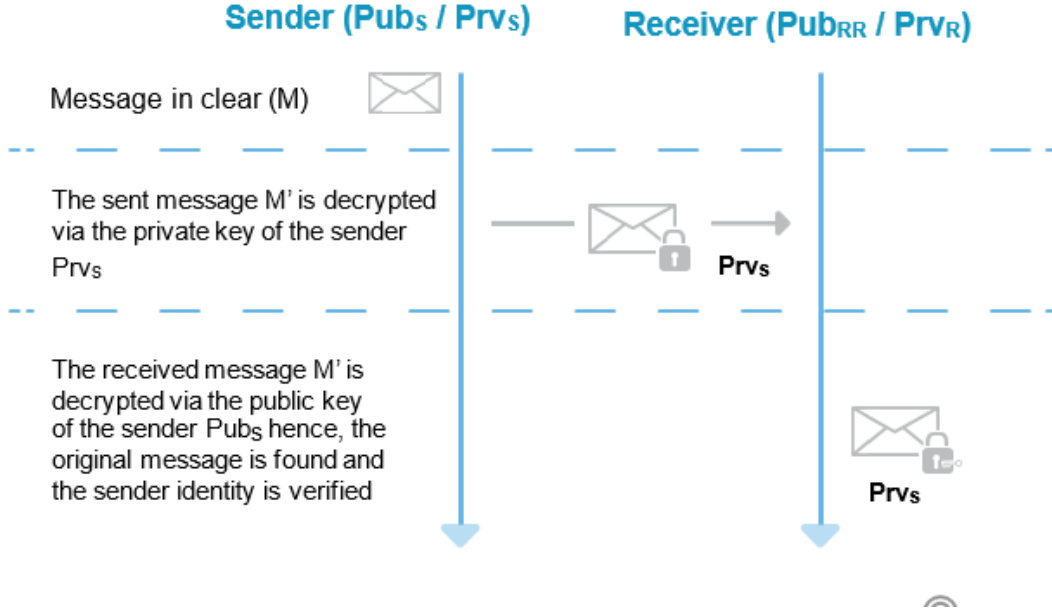 Sender (PubS / PrvS)
Receiver (PubRR / PrvR)
Message in clear (M)
The sent message M’ is decrypted
via the private key of the sender
PrvS
PrvS
The received message M’ is
decrypted via the public key
of the sender PubS hence, the
original message is found and
the sender identity is verified
PrvS